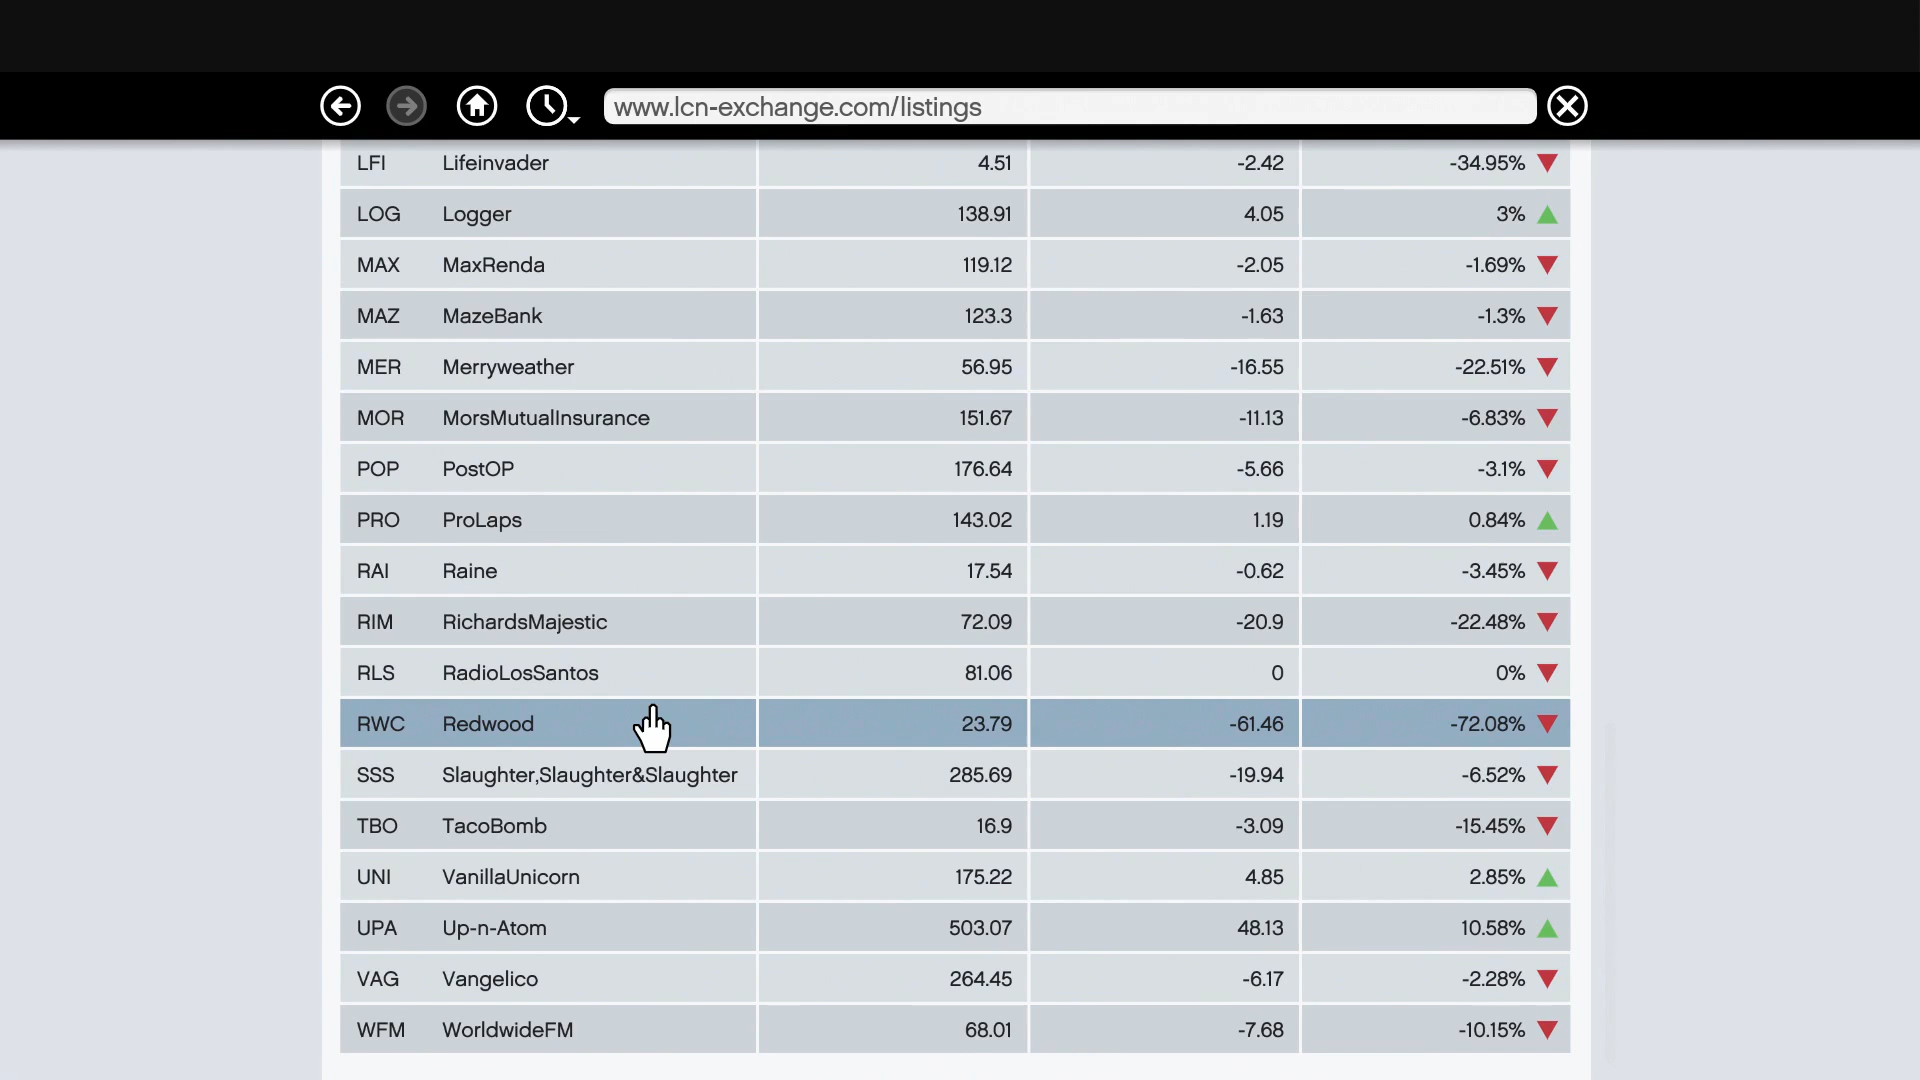 www.lcn-exchange.com/listings
LFI Lifeinvader 4.51 -2.42 -34.95%
LOG Logger 138.91 4.05 3%
MAX MaxRenda 119.12 -2.05 -1.69%
MAZ MazeBank 123.3 -1.63 -1.3%
MER Merryweather 56.95 -16.55 -22.51%
MOR MorsMutualInsurance 151.67 -11.13 -6.83%
POP PostOP 176.64 -5.66 -3.1%
PRO ProLaps 143.02 1.19 0.84%
RAI Raine 17.54 -0.62 -3.45%
RIM RichardsMajestic 72.09 -20.9 -22.48%
RLS RadioLosSantos 81.06 0 0%
RWC Redwood 23.79 -61.46 -72.08%
SSS Slaughter,Slaughter&Slaughter 285.69 -19.94 -6.52%
TBO TacoBomb 16.9 -3.09 -15.45%
UNI VanillaUnicorn 175.22 4.85 2.85%
UPA Up-n-Atom 503.07 48.13 10.58%
VAG Vangelico 264.45 -6.17 -2.28%
WFM WorldwideFM 68.01 -7.68 -10.15%